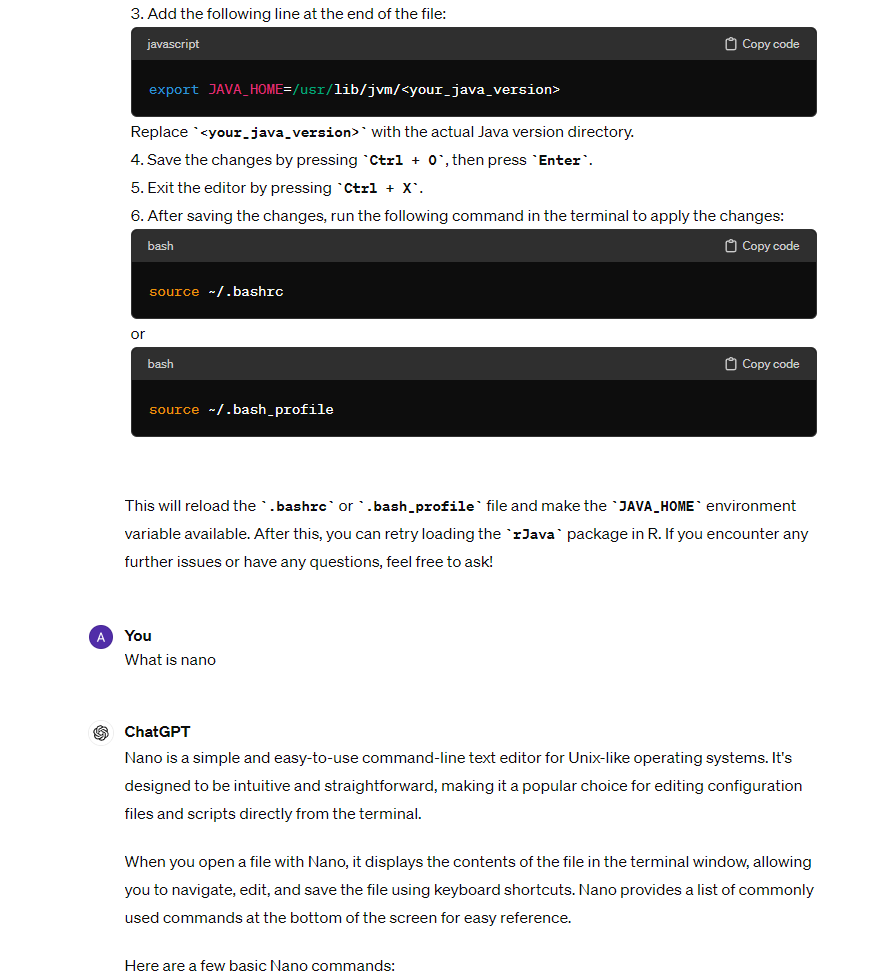 3. Add the following line at the end of the file:
javascript Copy code
export JAVA_HOME=/usr/lib/jvm/<your_java_version>
Replace `<your_java_version>` with the actual Java version directory.
4. Save the changes by pressing `Ctrl + O`, then press `Enter`.
5. Exit the editor by pressing `Ctrl + X`.
6. After saving the changes, run the following command in the terminal to apply the changes:
bash Copy code
source ~/.bashrc
or
bash Copy code
source ~/.bash_profile
This will reload the `.bashrc` or `.bash_profile` file and make the `JAVA_HOME` environment
variable available. After this, you can retry loading the `rJava` package in R. If you encounter any
further issues or have any questions, feel free to ask!
A You
What is nano
ChatGPT
Nano is a simple and easy-to-use command-line text editor for Unix-like operating systems. It's
designed to be intuitive and straightforward, making it a popular choice for editing configuration
files and scripts directly from the terminal.
When you open a file with Nano, it displays the contents of the file in the terminal window, allowing
you to navigate, edit, and save the file using keyboard shortcuts. Nano provides a list of commonly
used commands at the bottom of the screen for easy reference.
Here are a few basic Nano commands: